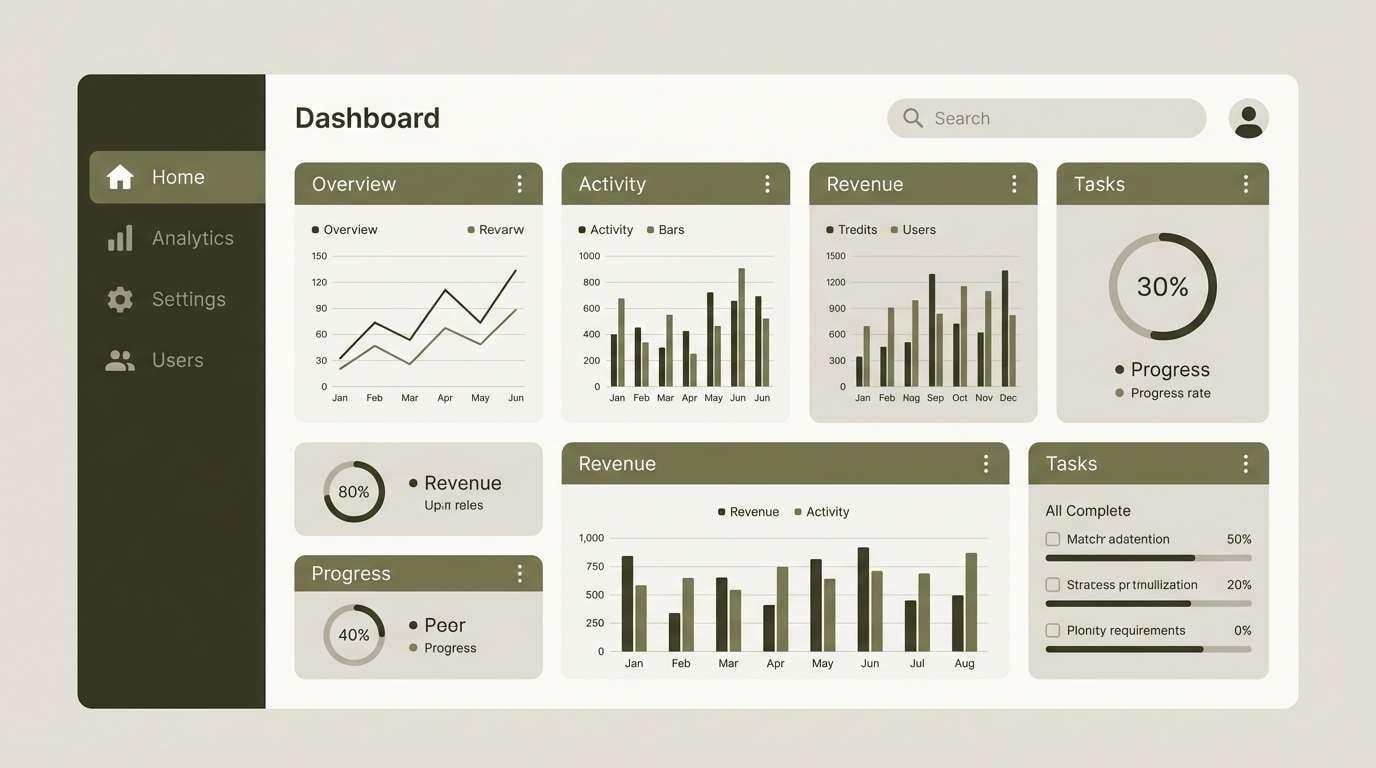 Dashboard
Search
Home
Analytics
Settings
Users
Overview
Overview
Revarw
150
120
90
60
30
0
Jan Feb Mar Apr May Jun
Activity
Activity Bars
1000
800
600
400
200
0
Jan Feb Mar Apr May Jun Jun
Revenue
Tredits Users
1500
1200
900
600
300
0
Jan Feb Nag Sep Oct Nov Dec
Tasks
30%
Progress
Progress rate
80%
Revenue
reles
Progress
40%
Peer
Progress
Revenue
Revenue Activity
1,000
750
500
250
0
Jan Feb Mar Apr May Jun Jul Aug
Tasks
All Complete
Matchr adatention 50%
Stratess 20%
Plonity requirements 0%